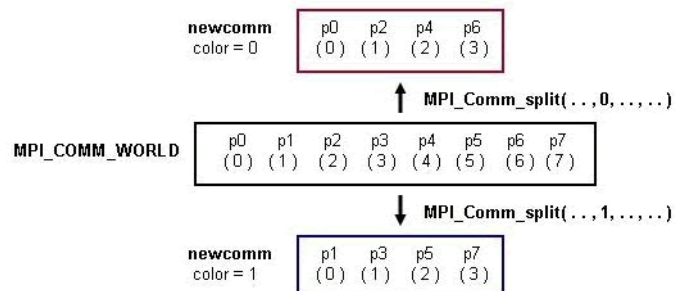 newcomm
color = 0
p0 p2 p4 p6
(0) (1) (2) (3)
MPI_Comm_split(..,0,..,..)
MPI_COMM_WORLD
p0 p1 p2 p3 p4 p5 p6 p7
(0) (1) (2) (3) (4) (5) (6) (7)
MPI_Comm_split(..,1,..,..)
newcomm
color = 1
p1 p3 p5 p7
(0) (1) (2) (3)